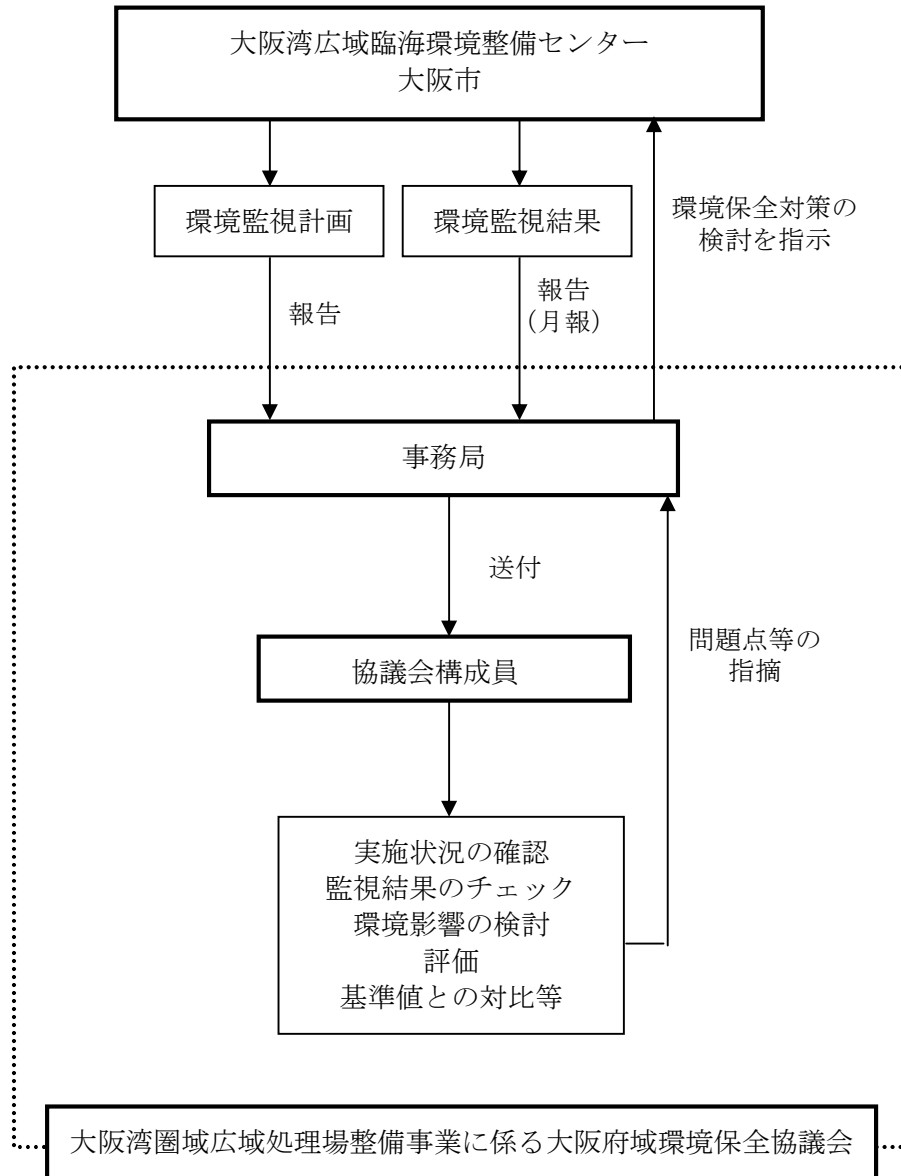 大阪湾広域臨海環境整備センター
大阪市
環境監視計画
環境監視結果
環境保全対策の
検討を指示
報告
報告
（月報）
事務局
送付
協議会構成員
問題点等の
指摘
実施状況の確認
監視結果のチェック
環境影響の検討
評価
基準値との対比等
大阪湾圏域広域処理場整備事業に係る大阪府域環境保全協議会